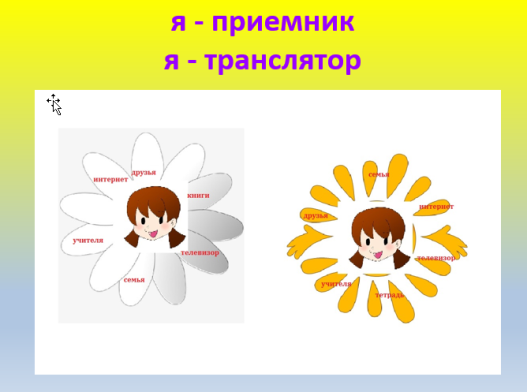 я - приемник
я - транслятор
друзья
интернет
книги
учителя
телевизор
семья
семья
интернет
друзья
телевизор
учителя
тетрадь